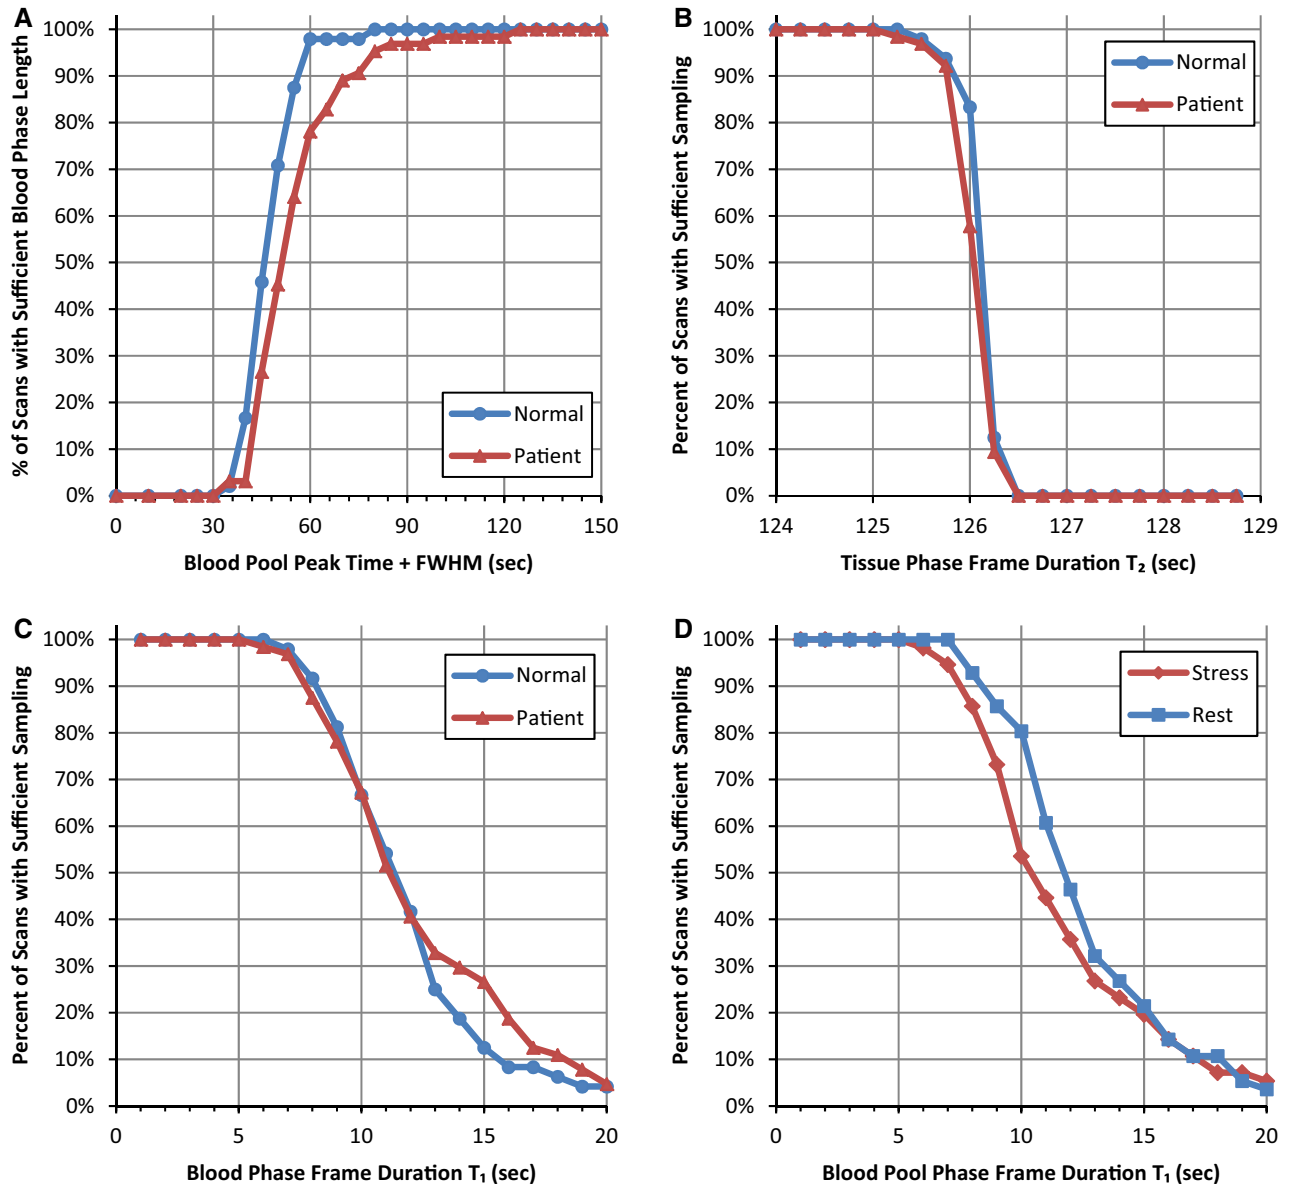 A
100%
90%
80%
70%
60%
50%
40%
30%
20%
10%
0%
% of Scans with Sufficient Blood Phase Length
Normal
Patient
0 30 60 90 120 150
Blood Pool Peak Time + FWHM (sec)
B
100%
90%
80%
70%
60%
50%
40%
30%
20%
10%
0%
Percent of Scans with Sufficient Sampling
Normal
Patient
124 125 126 127 128 129
Tissue Phase Frame Duration T₂ (sec)
C
100%
90%
80%
70%
60%
50%
40%
30%
20%
10%
0%
Percent of Scans with Sufficient Sampling
Normal
Patient
0 5 10 15 20
Blood Phase Frame Duration T₁ (sec)
D
100%
90%
80%
70%
60%
50%
40%
30%
20%
10%
0%
Percent of Scans with Sufficient Sampling
Stress
Rest
0 5 10 15 20
Blood Pool Phase Frame Duration T₁ (sec)